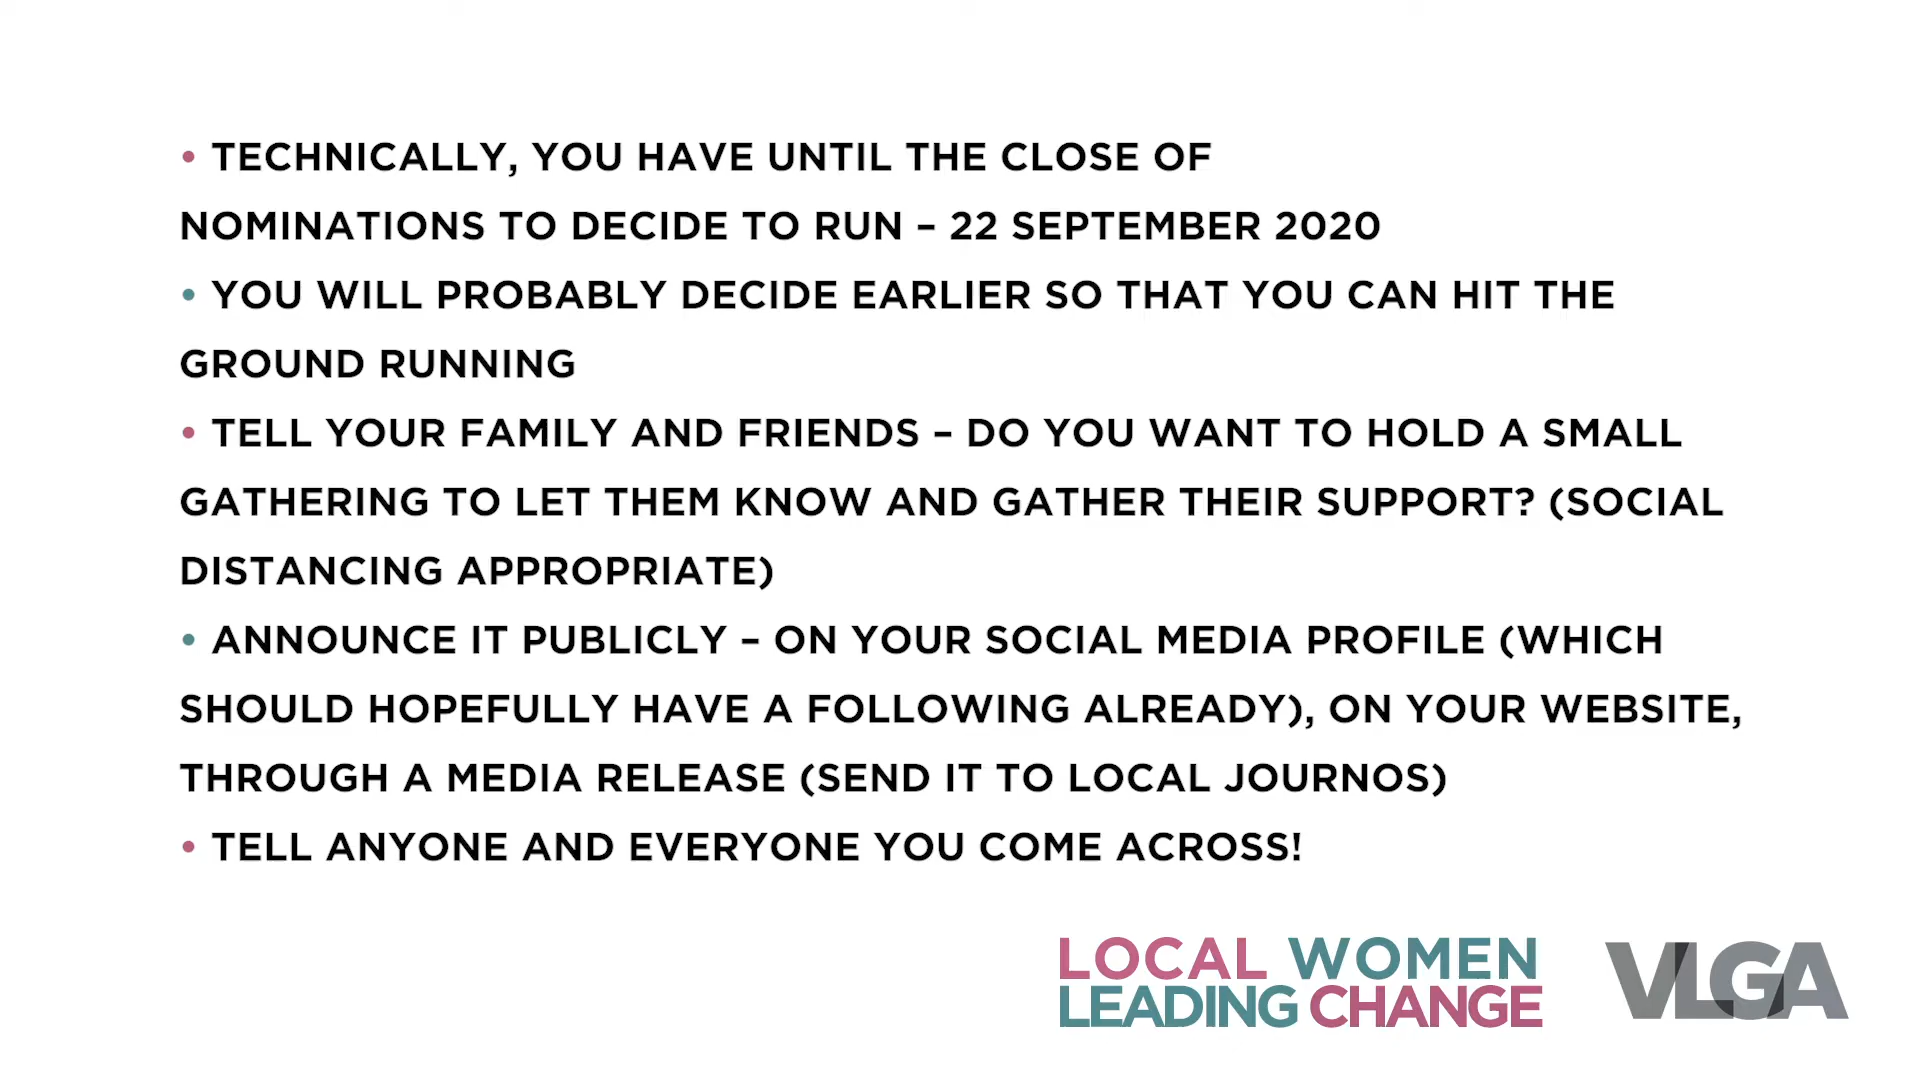 • TECHNICALLY, YOU HAVE UNTIL THE CLOSE OF
NOMINATIONS TO DECIDE TO RUN – 22 SEPTEMBER 2020
• YOU WILL PROBABLY DECIDE EARLIER SO THAT YOU CAN HIT THE
GROUND RUNNING
• TELL YOUR FAMILY AND FRIENDS – DO YOU WANT TO HOLD A SMALL
GATHERING TO LET THEM KNOW AND GATHER THEIR SUPPORT? (SOCIAL
DISTANCING APPROPRIATE)
• ANNOUNCE IT PUBLICLY – ON YOUR SOCIAL MEDIA PROFILE (WHICH
SHOULD HOPEFULLY HAVE A FOLLOWING ALREADY), ON YOUR WEBSITE,
THROUGH A MEDIA RELEASE (SEND IT TO LOCAL JOURNOS)
• TELL ANYONE AND EVERYONE YOU COME ACROSS!
LOCAL WOMEN
LEADING CHANGE
VLGA